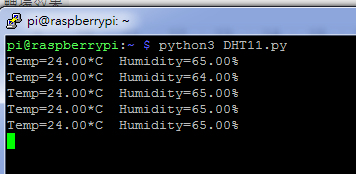 pi@raspberrypi: ~
pi@raspberrypi:~ $ python3 DHT11.py
Temp=24.00*C  Humidity=65.00%
Temp=24.00*C  Humidity=64.00%
Temp=24.00*C  Humidity=65.00%
Temp=24.00*C  Humidity=65.00%
Temp=24.00*C  Humidity=65.00%